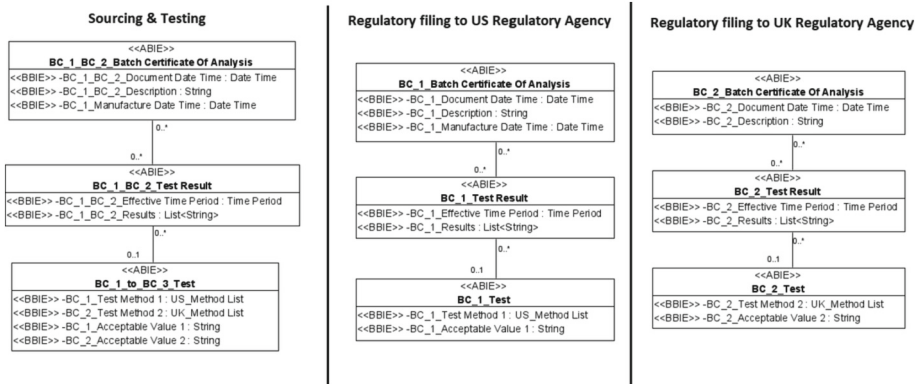 Sourcing & Testing
<<ABIE>>
BC_1_BC_2_Batch Certificate Of Analysis
<<BBIE>> -BC_1_BC_2_Document Date Time : Date Time
<<BBIE>> -BC_1_BC_2_Description : String
<<BBIE>> -BC_1_Manufacture Date Time : Date Time
0..*
0..*
<<ABIE>>
BC_1_BC_2_Test Result
<<BBIE>> -BC_1_BC_2_Effective Time Period : Time Period
<<BBIE>> -BC_1_BC_2_Results : List<String>
0..*
0..1
<<ABIE>>
BC_1_to_BC_3_Test
<<BBIE>> -BC_1_Test Method 1 : US_Method List
<<BBIE>> -BC_2_Test Method 2 : UK_Method List
<<BBIE>> -BC_1_Acceptable Value 1 : String
<<BBIE>> -BC_2_Acceptable Value 2 : String
Regulatory filing to US Regulatory Agency
<<ABIE>>
BC_1_Batch Certificate Of Analysis
<<BBIE>> -BC_1_Document Date Time : Date Time
<<BBIE>> -BC_1_Description : String
<<BBIE>> -BC_1_Manufacture Date Time : Date Time
0..*
0..*
<<ABIE>>
BC_1_Test Result
<<BBIE>> -BC_1_Effective Time Period : Time Period
<<BBIE>> -BC_1_Results : List<String>
0..*
0..1
<<ABIE>>
BC_1_Test
<<BBIE>> -BC_1_Test Method 1 : US_Method List
<<BBIE>> -BC_1_Acceptable Value 1 : String
Regulatory filing to UK Regulatory Agency
<<ABIE>>
BC_2_Batch Certificate Of Analysis
<<BBIE>> -BC_2_Document Date Time : Date Time
<<BBIE>> -BC_2_Description : String
0..*
0..*
<<ABIE>>
BC_2_Test Result
<<BBIE>> -BC_2_Effective Time Period : Time Period
<<BBIE>> -BC_2_Results : List<String>
0..*
0..1
<<ABIE>>
BC_2_Test
<<BBIE>> -BC_2_Test Method 2 : UK_Method List
<<BBIE>> -BC_2_Acceptable Value 2 : String